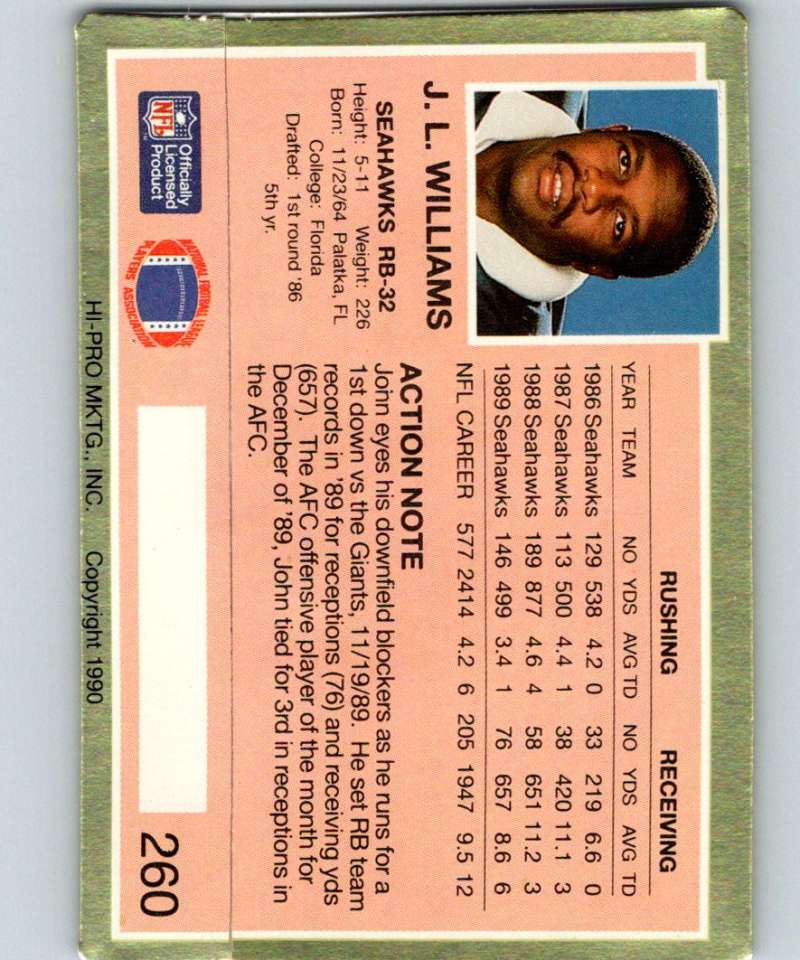 J. L. WILLIAMS
SEAHAWKS RB-32
Height: 5-11 Weight: 226
Born: 11/23/64 Palatka, FL
College: Florida
Drafted: 1st round '86
5th yr.
RUSHING RECEIVING
YEAR TEAM NO YDS AVG TD NO YDS AVG TD
1986 Seahawks 129 538 4.2 0 33 219 6.6 0
1987 Seahawks 113 500 4.4 1 38 420 11.1 3
1988 Seahawks 189 877 4.6 4 58 651 11.2 3
1989 Seahawks 146 499 3.4 1 76 657 8.6 6
NFL CAREER 577 2414 4.2 6 205 1947 9.5 12
ACTION NOTE
John eyes his downfield blockers as he runs for a
1st down vs the Giants, 11/19/89. He set RB team
records in '89 for receptions (76) and receiving yds
(657). The AFC offensive player of the month for
December of '89, John tied for 3rd in receptions in
the AFC.
NFL
Officially
Licensed
Product
NATIONAL FOOTBALL LEAGUE
PLAYERS ASSOCIATION
260
HI-PRO MKTG., INC. Copyright 1990